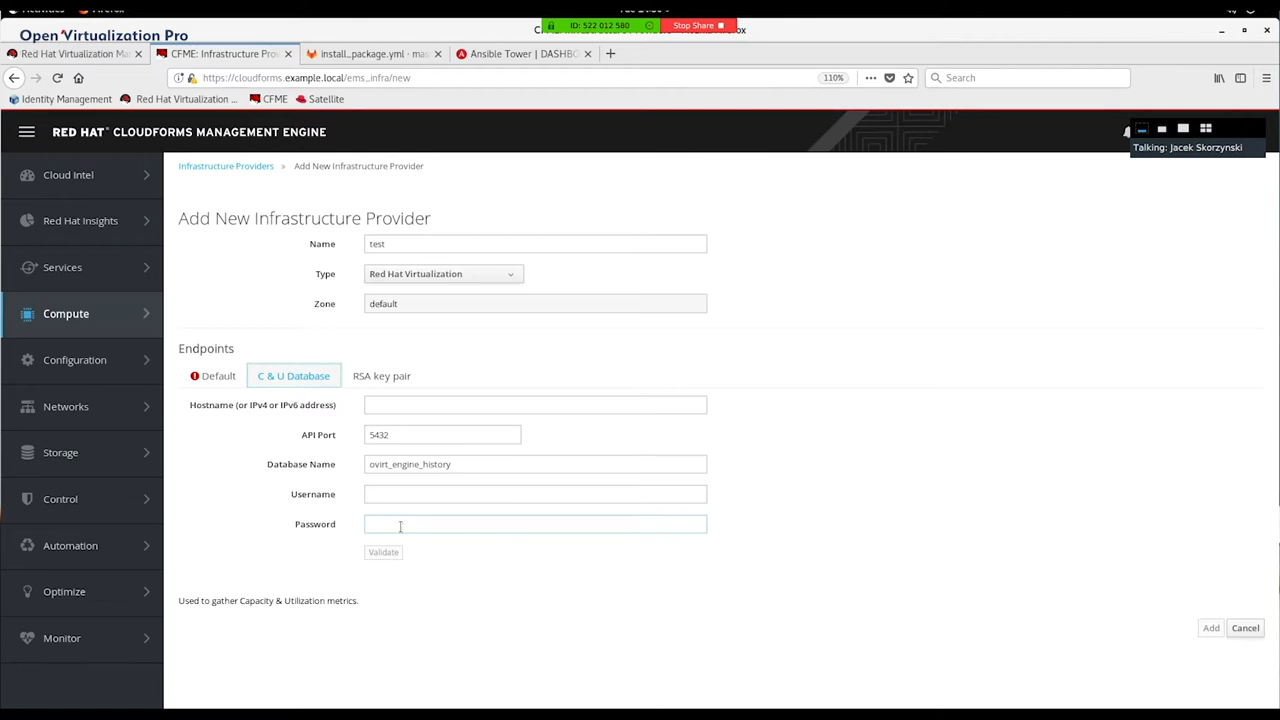 ID: 522 012 580
Stop Share
Open Virtualization Pro
Red Hat Virtualization Ma
CFME: Infrastructure Prov
install_package.yml - mas
Ansible Tower | DASHBO
https://cloudforms.example.local/ems_infra/new
110%
Search
Identity Management
Red Hat Virtualization ...
CFME
Satellite
RED HAT CLOUDFORMS MANAGEMENT ENGINE
Talking: Jacek Skorzynski
Cloud Intel
Red Hat Insights
Services
Compute
Configuration
Networks
Storage
Control
Automation
Optimize
Monitor
Infrastructure Providers » Add New Infrastructure Provider
Add New Infrastructure Provider
Name test
Type Red Hat Virtualization
Zone default
Endpoints
Default C & U Database RSA key pair
Hostname (or IPv4 or IPv6 address)
API Port 5432
Database Name ovirt_engine_history
Username
Password
Validate
Used to gather Capacity & Utilization metrics.
Add Cancel